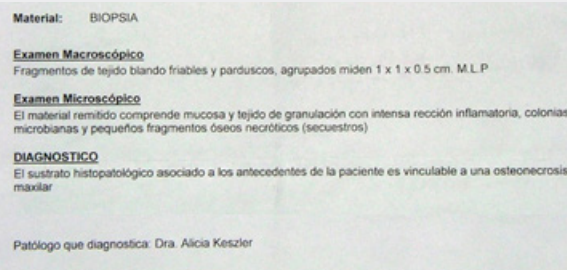 Material: BIOPSIA
Examen Macroscópico
Fragmentos de tejido blando friables y parduscos, agrupados miden 1 x 1 x 0.5 cm. M.L.P
Examen Microscópico
El material remitido comprende mucosa y tejido de granulación con intensa rección inflamatoria, colonias
microbianas y pequeños fragmentos óseos necróticos (secuestros)
DIAGNOSTICO
El sustrato histopatológico asociado a los antecedentes de la paciente es vinculable a una osteonecrosis
maxilar
Patólogo que diagnostica: Dra. Alicia Keszler